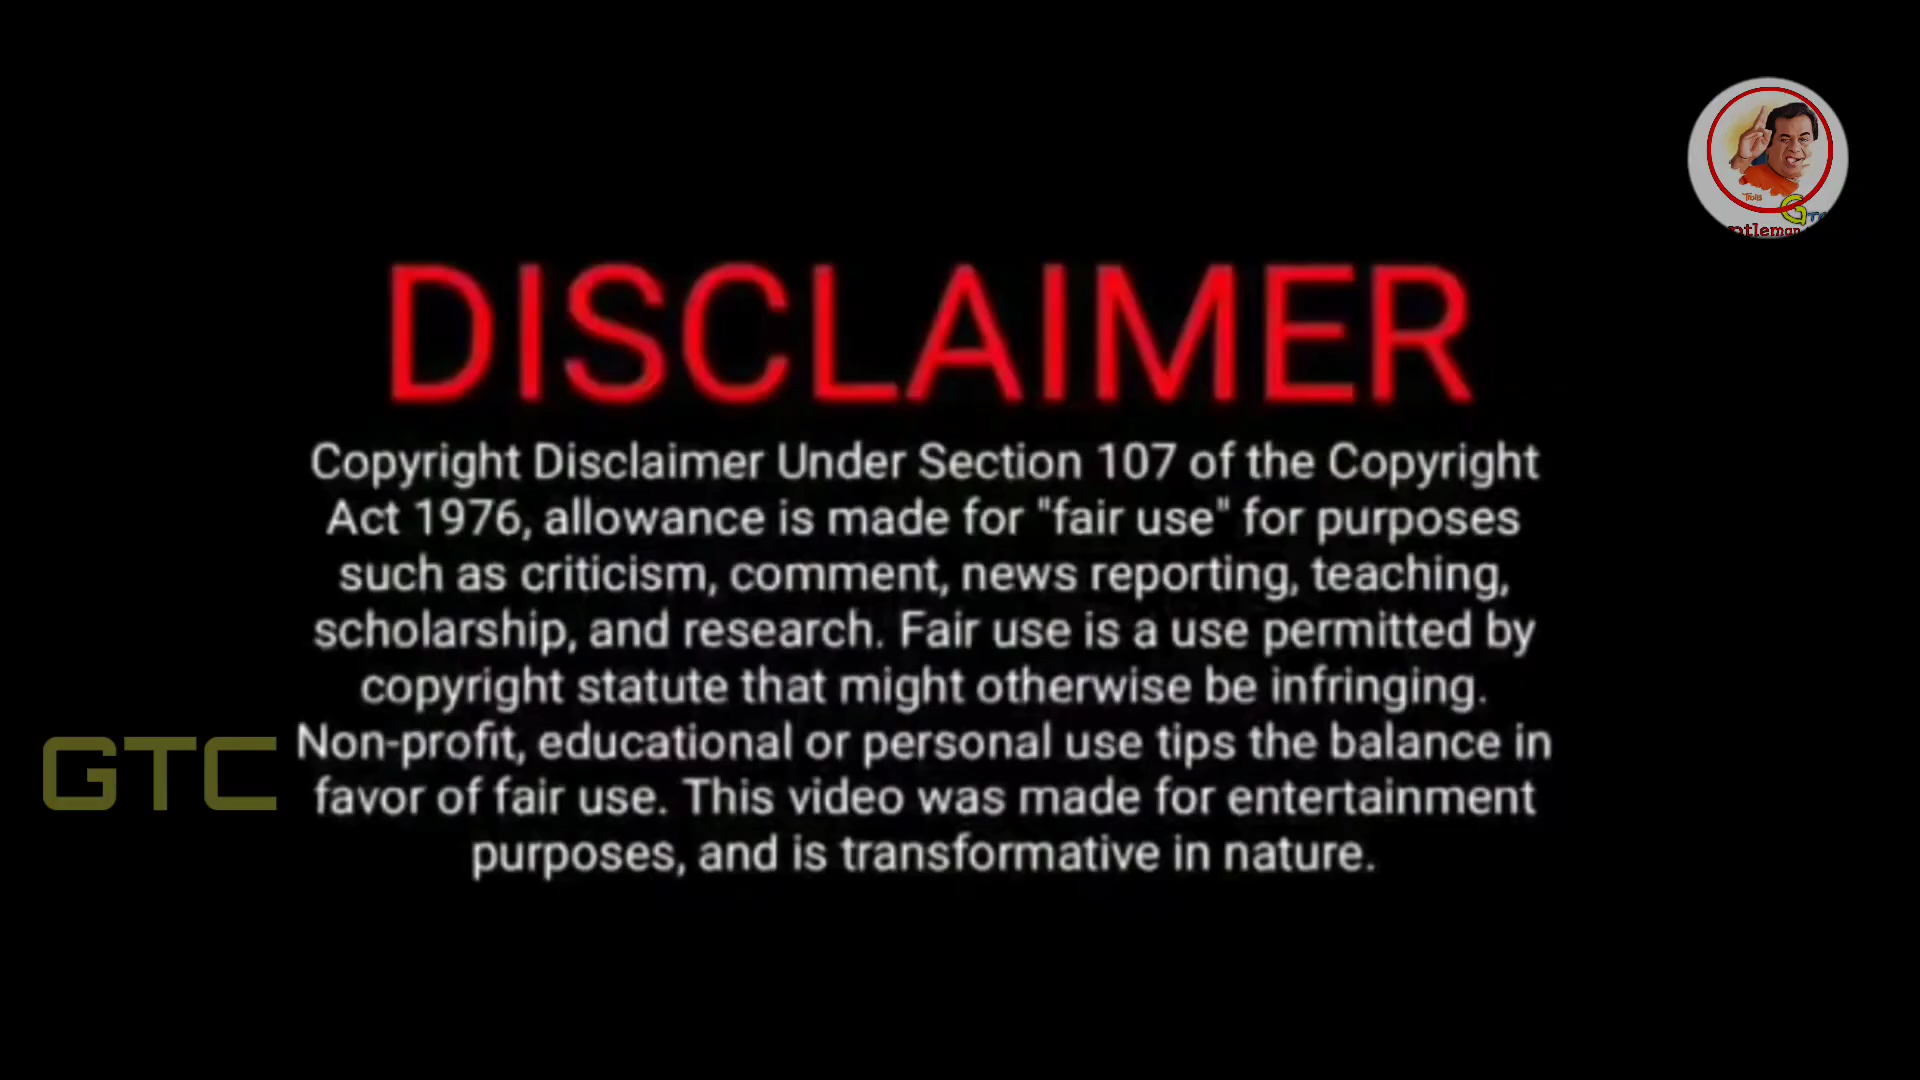 DISCLAIMER
Copyright Disclaimer Under Section 107 of the Copyright
Act 1976, allowance is made for "fair use" for purposes
such as criticism, comment, news reporting, teaching,
scholarship, and research. Fair use is a use permitted by
copyright statute that might otherwise be infringing.
Non-profit, educational or personal use tips the balance in
favor of fair use. This video was made for entertainment
purposes, and is transformative in nature.
GTC
Trolls